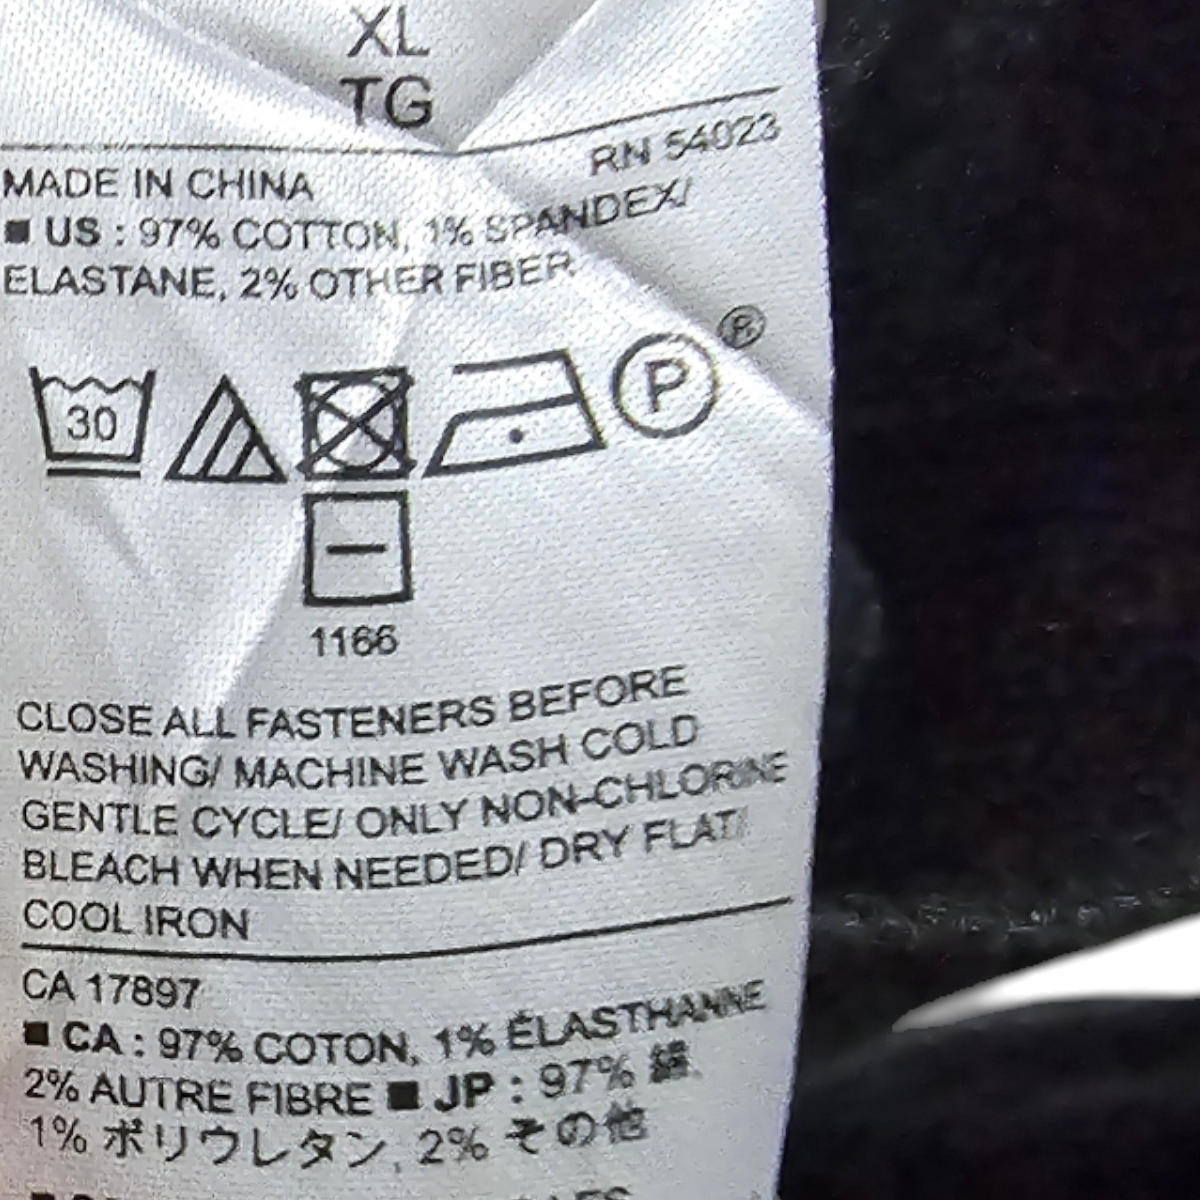 XL
TG
RN 54023
MADE IN CHINA
■ US : 97% COTTON, 1% SPANDEX/
ELASTANE, 2% OTHER FIBER
30
P
®
1166
CLOSE ALL FASTENERS BEFORE
WASHING/ MACHINE WASH COLD
GENTLE CYCLE/ ONLY NON-CHLORINE
BLEACH WHEN NEEDED/ DRY FLAT/
COOL IRON
CA 17897
■ CA : 97% COTON, 1% ÉLASTHANNE
2% AUTRE FIBRE ■ JP : 97% 綿,
1% ポリウレタン, 2% その他